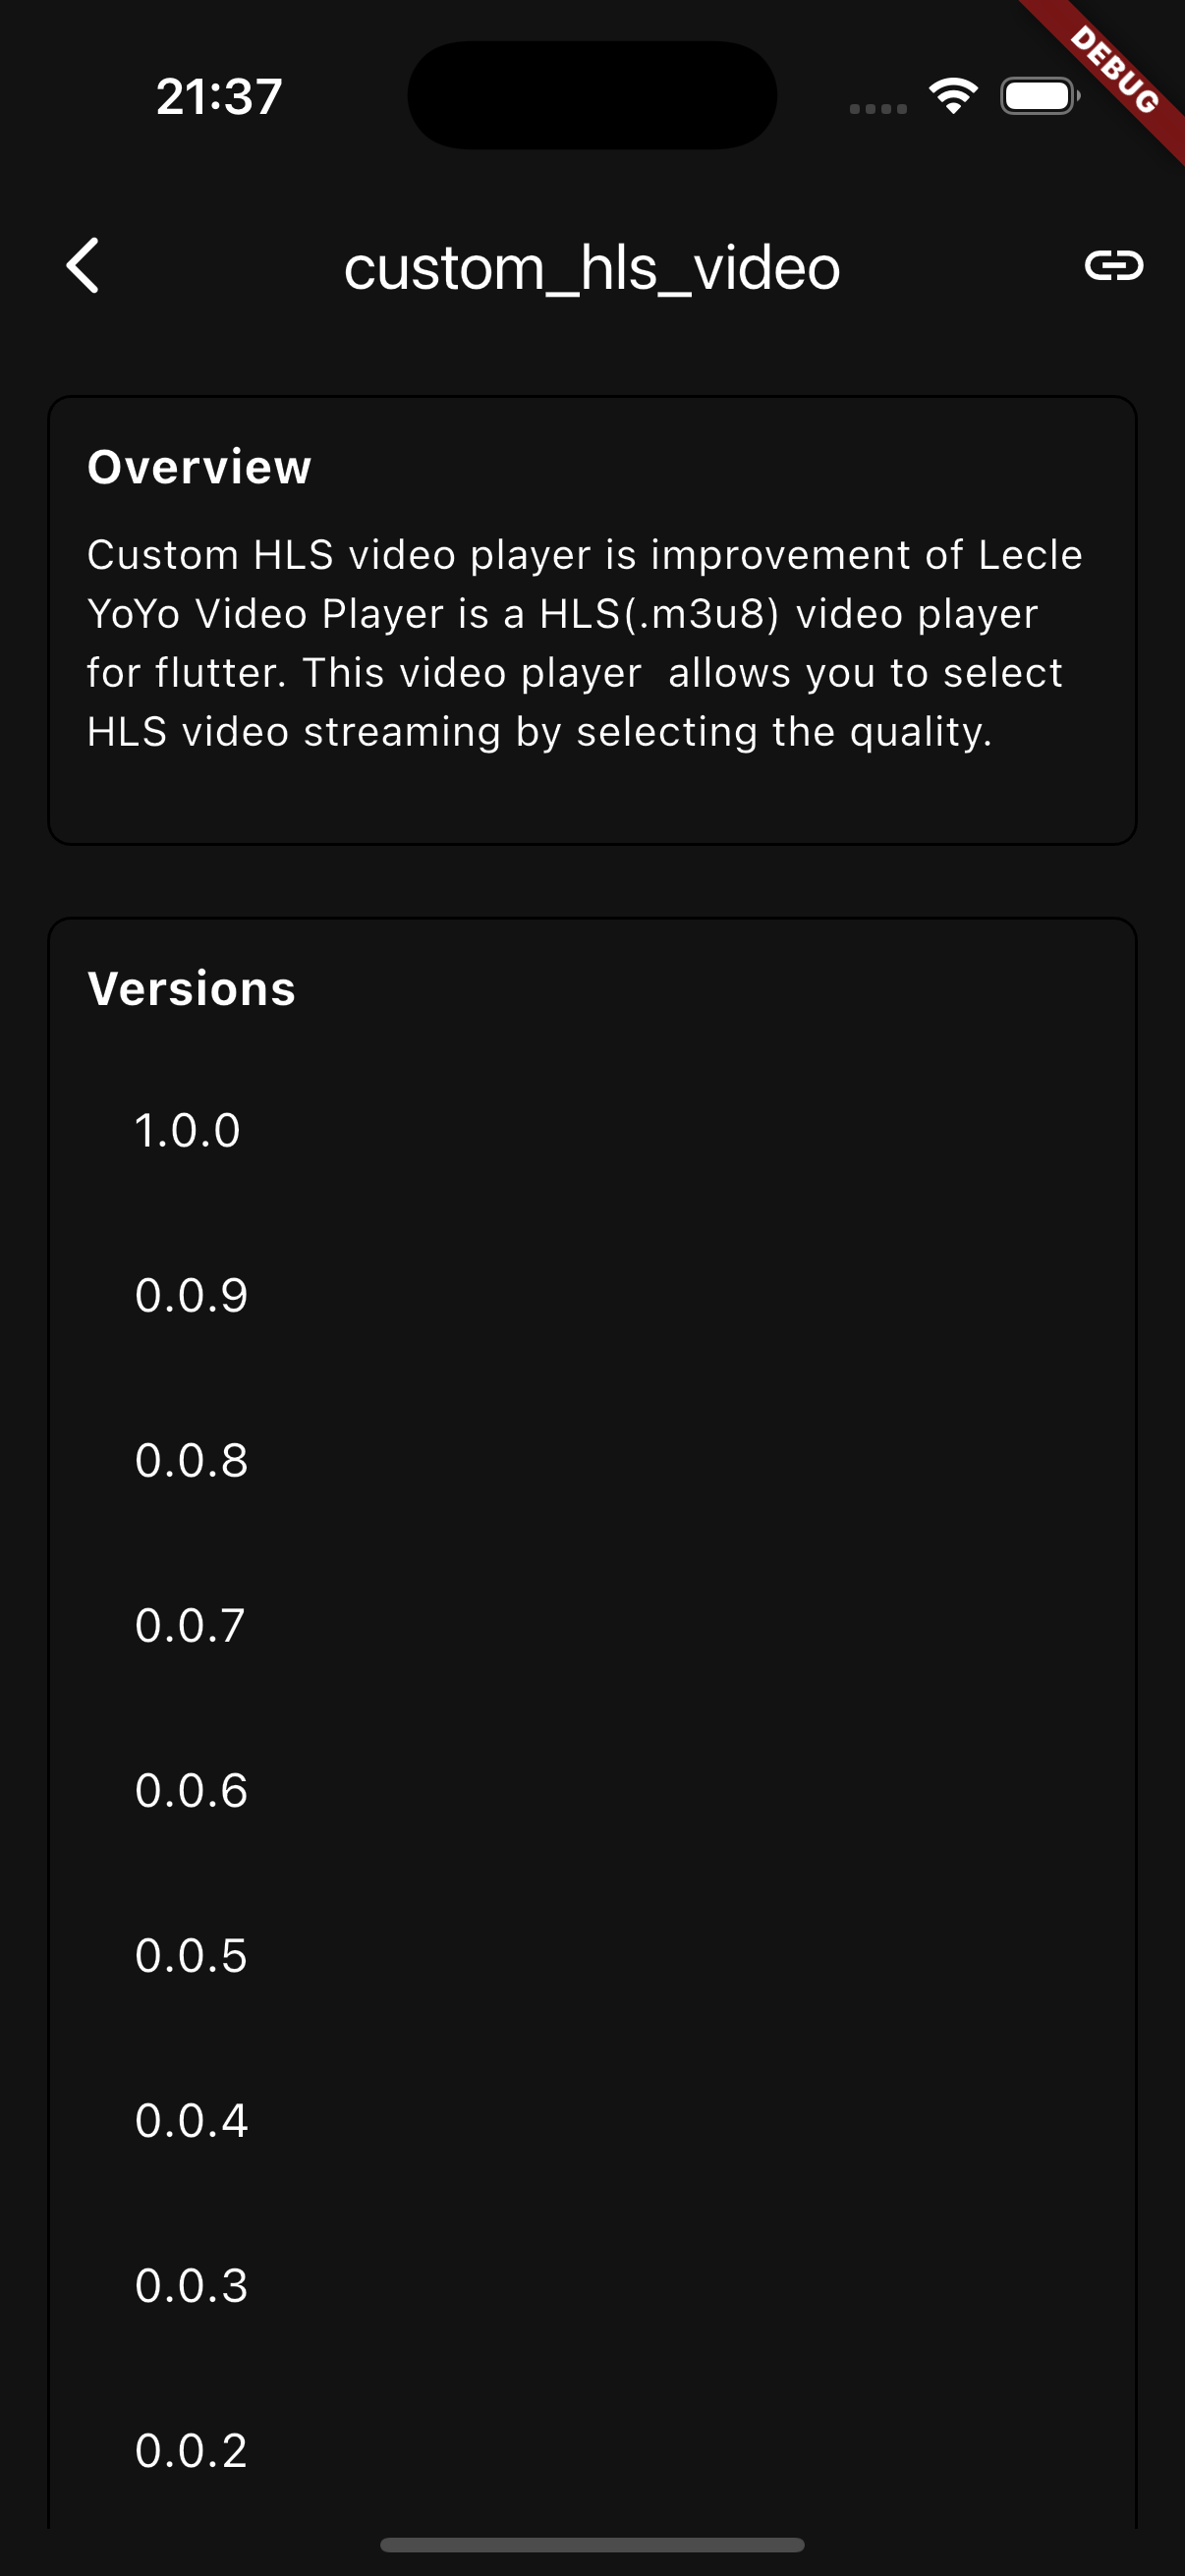 21:37
DEBUG
custom_hls_video
Overview
Custom HLS video player is improvement of Lecle
YoYo Video Player is a HLS(.m3u8) video player
for flutter. This video player  allows you to select
HLS video streaming by selecting the quality.
Versions
1.0.0
0.0.9
0.0.8
0.0.7
0.0.6
0.0.5
0.0.4
0.0.3
0.0.2